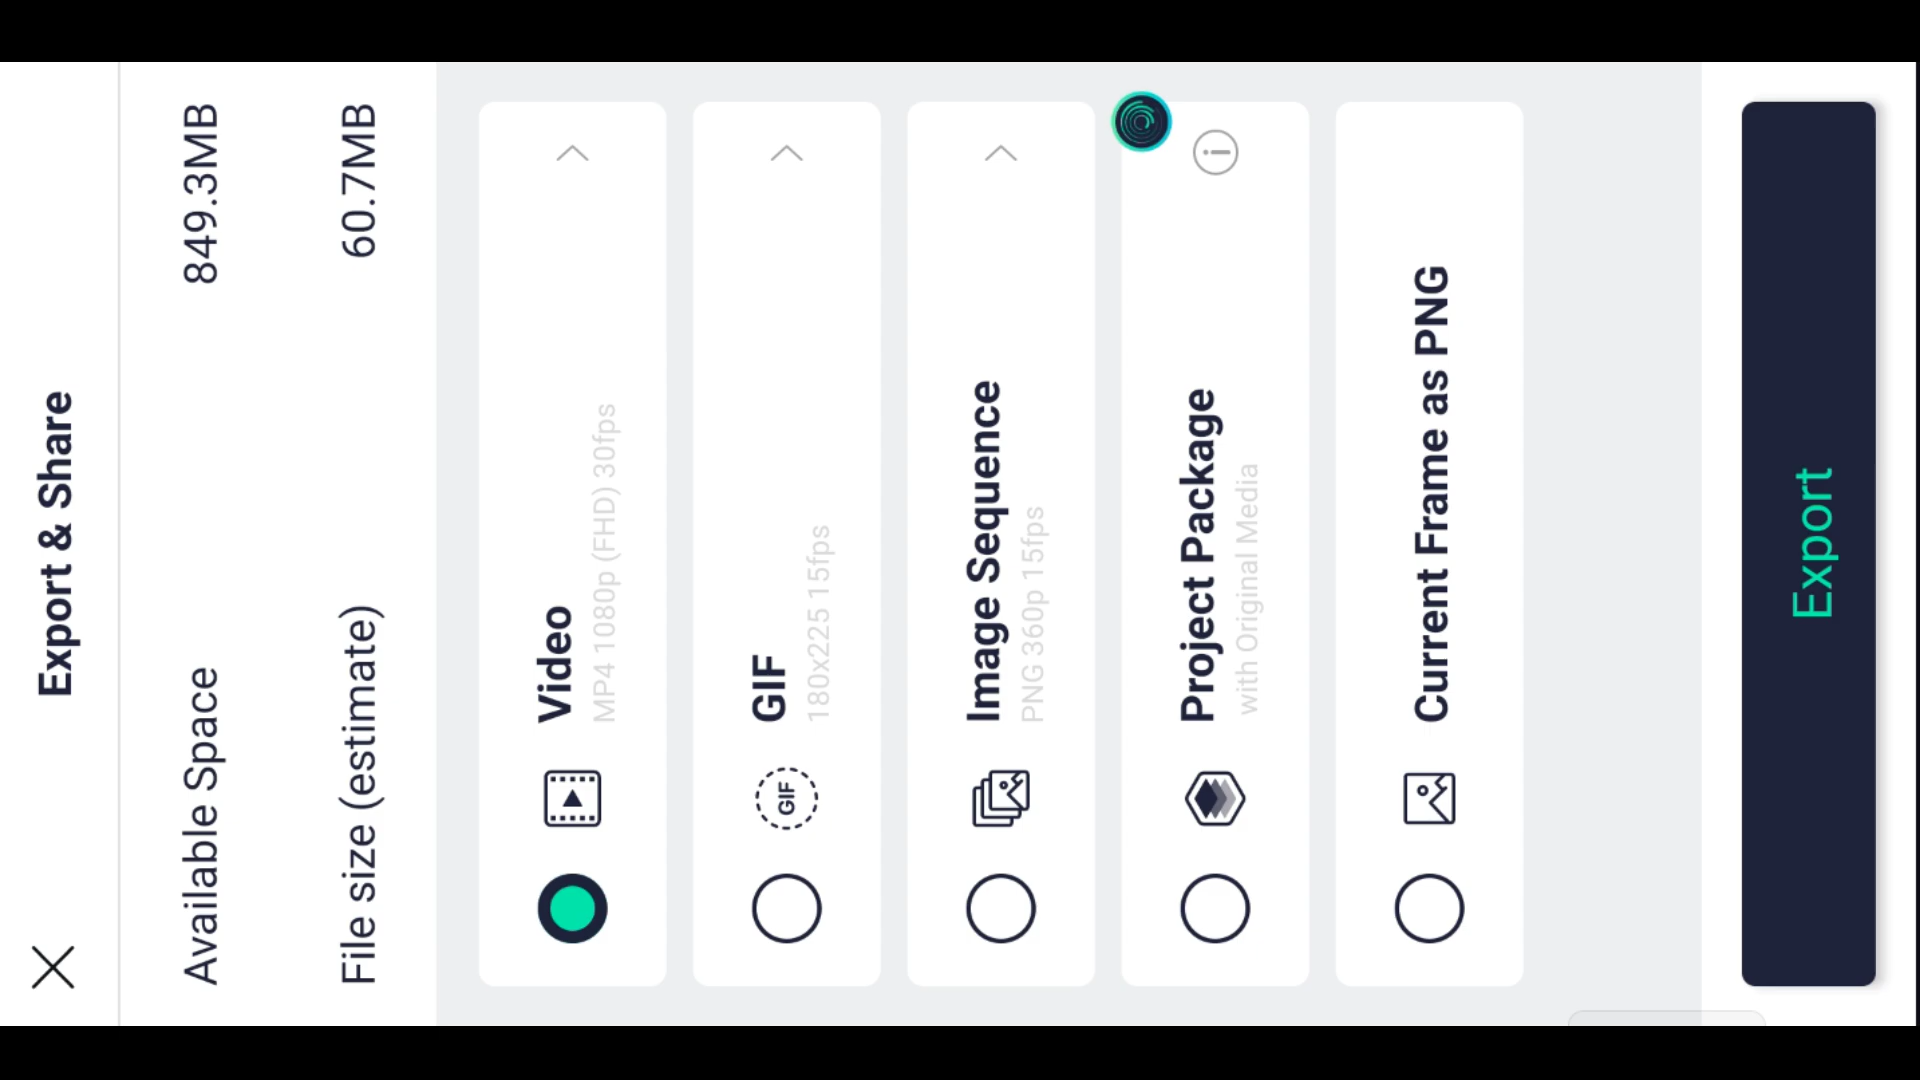 Export & Share
Available Space 849.3MB
File size (estimate) 60.7MB
Video
MP4 1080p (FHD) 30fps
GIF
GIF
180x225 15fps
Image Sequence
PNG 360p 15fps
Project Package
with Original Media
Current Frame as PNG
Export